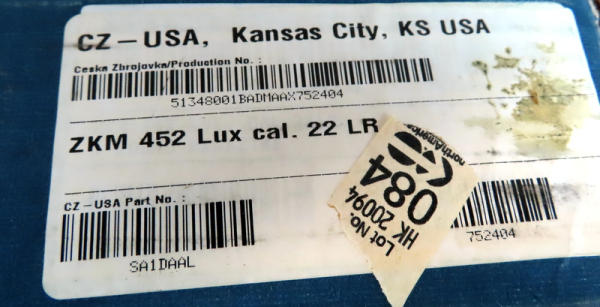 CZ-USA, Kansas City, KS USA
Ceska Zbrojovka/Production No. :
51348001BADMAAX752404
ZKM 452 Lux cal. 22 LR
CZ-USA Part No. :
SA1DAAL
752404
northAmerica
084
Lot No.
HK 20094